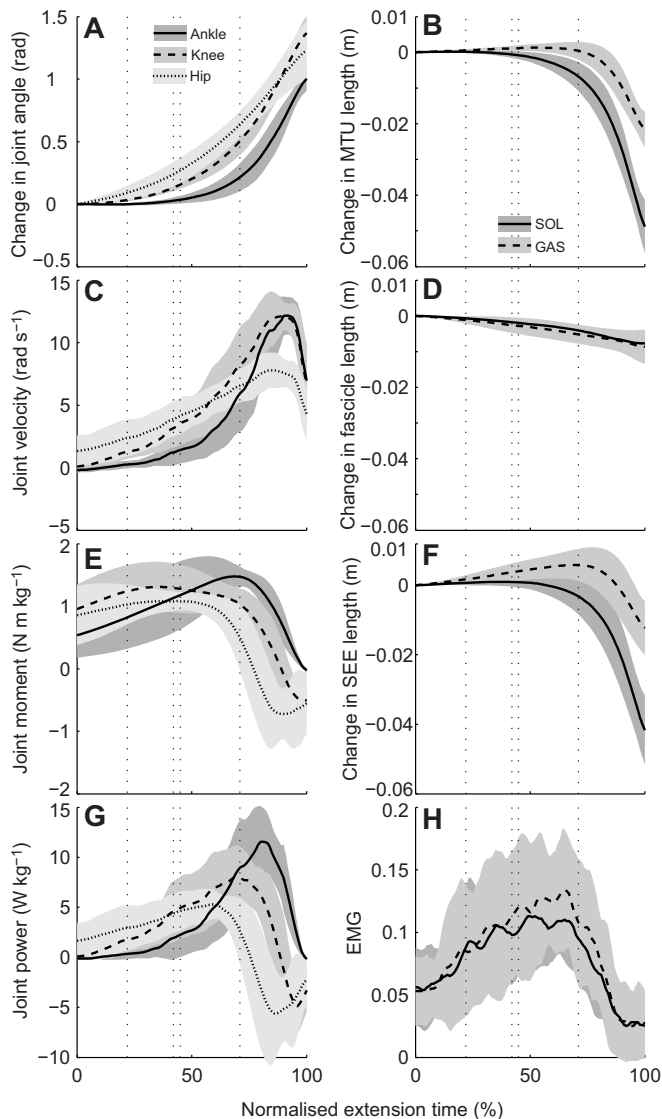 A
Change in joint angle (rad)
1.5
1
0.5
0
−0.5
Ankle
Knee
Hip
B
Change in MTU length (m)
0.01
0
−0.02
−0.04
−0.06
SOL
GAS
C
Joint velocity (rad s−1)
15
10
5
0
−5
D
Change in fascicle length (m)
0.01
0
−0.02
−0.04
−0.06
E
Joint moment (N m kg−1)
2
1
0
−1
−2
F
Change in SEE length (m)
0.01
0
−0.02
−0.04
−0.06
G
Joint power (W kg−1)
15
10
5
0
−5
−10
0
50
100
H
EMG
0.2
0.15
0.1
0.05
0
0
50
100
Normalised extension time (%)